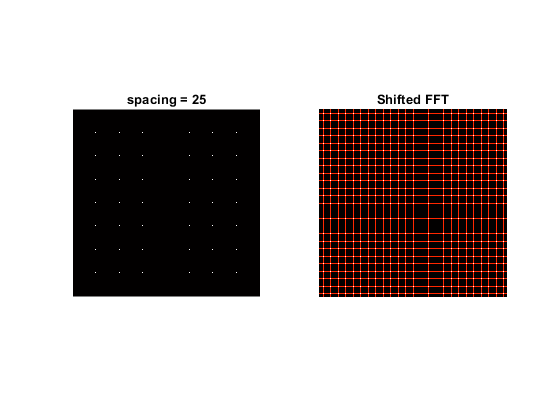 spacing = 25
Shifted FFT